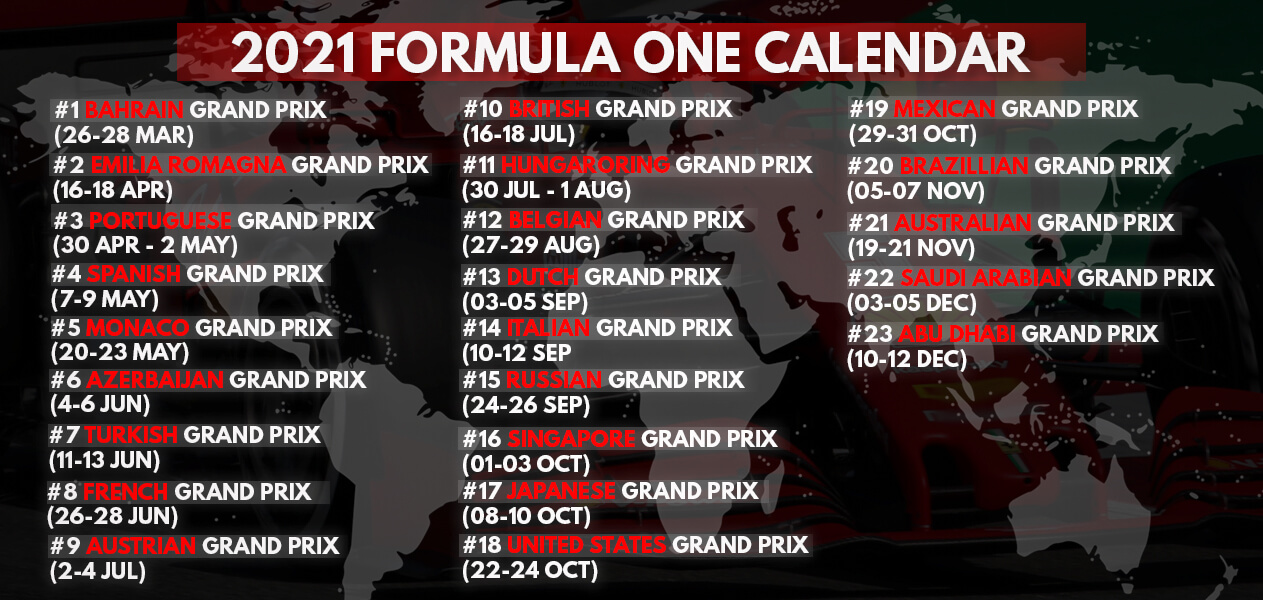 2021 FORMULA ONE CALENDAR
#1 BAHRAIN GRAND PRIX
(26-28 MAR)
#2 EMILIA ROMAGNA GRAND PRIX
(16-18 APR)
#3 PORTUGUESE GRAND PRIX
(30 APR - 2 MAY)
#4 SPANISH GRAND PRIX
(7-9 MAY)
#5 MONACO GRAND PRIX
(20-23 MAY)
#6 AZERBAIJAN GRAND PRIX
(4-6 JUN)
#7 TURKISH GRAND PRIX
(11-13 JUN)
#8 FRENCH GRAND PRIX
(26-28 JUN)
#9 AUSTRIAN GRAND PRIX
(2-4 JUL)
#10 BRITISH GRAND PRIX
(16-18 JUL)
#11 HUNGARORING GRAND PRIX
(30 JUL - 1 AUG)
#12 BELGIAN GRAND PRIX
(27-29 AUG)
#13 DUTCH GRAND PRIX
(03-05 SEP)
#14 ITALIAN GRAND PRIX
(10-12 SEP
#15 RUSSIAN GRAND PRIX
(24-26 SEP)
#16 SINGAPORE GRAND PRIX
(01-03 OCT)
#17 JAPANESE GRAND PRIX
(08-10 OCT)
#18 UNITED STATES GRAND PRIX
(22-24 OCT)
#19 MEXICAN GRAND PRIX
(29-31 OCT)
#20 BRAZILLIAN GRAND PRIX
(05-07 NOV)
#21 AUSTRALIAN GRAND PRIX
(19-21 NOV)
#22 SAUDI ARABIAN GRAND PRIX
(03-05 DEC)
#23 ABU DHABI GRAND PRIX
(10-12 DEC)